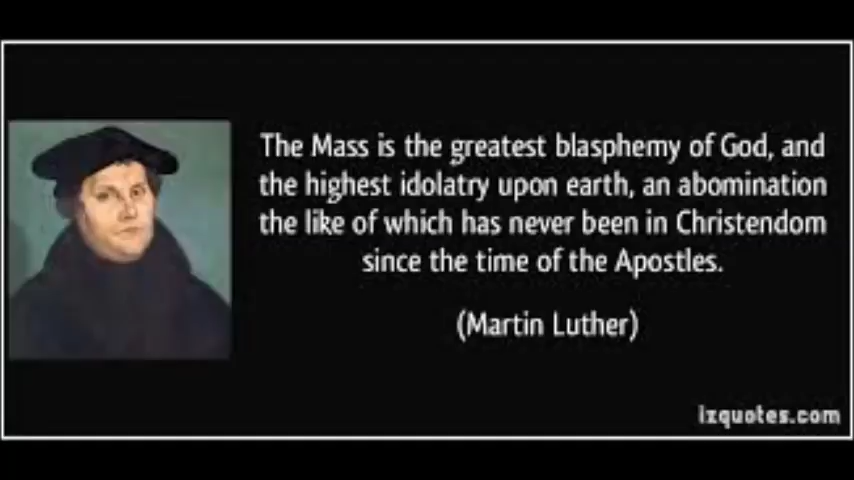 The Mass is the greatest blasphemy of God, and
the highest idolatry upon earth, an abomination
the like of which has never been in Christendom
since the time of the Apostles.
(Martin Luther)
izquotes.com